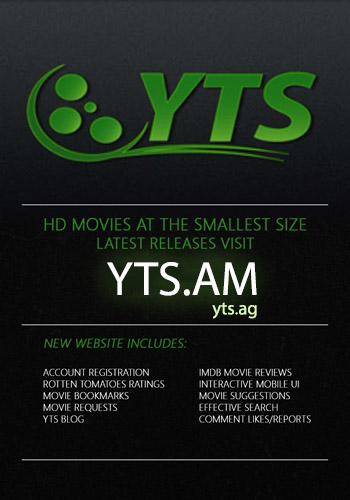 YTS
HD MOVIES AT THE SMALLEST SIZE
LATEST RELEASES VISIT
YTS.AM
yts.ag
NEW WEBSITE INCLUDES:
ACCOUNT REGISTRATION
ROTTEN TOMATOES RATINGS
MOVIE BOOKMARKS
MOVIE REQUESTS
YTS BLOG
IMDB MOVIE REVIEWS
INTERACTIVE MOBILE UI
MOVIE SUGGESTIONS
EFFECTIVE SEARCH
COMMENT LIKES/REPORTS